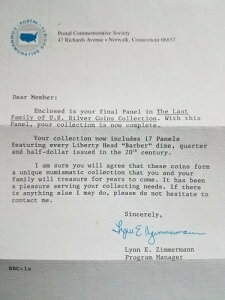 POSTAL COMMEMORATIVE SOCIETY
Postal Commemorative Society
47 Richards Avenue • Norwalk, Connecticut 06857
Dear Member:
Enclosed is your final Panel in The Last
Family of U.S. Silver Coins Collection. With this
Panel, your collection is now complete.
Your collection now includes 17 Panels
featuring every Liberty Head "Barber" dime, quarter
and half-dollar issued in the 20th century.
I am sure you will agree that these coins form
a unique numismatic collection that you and your
family will treasure for years to come. It has been
a pleasure serving your collecting needs. If there
is anything else I may do, please do not hesitate to
contact me.
Sincerely,
Lynn E Zimmermann
Lynn E. Zimmermann
Program Manager